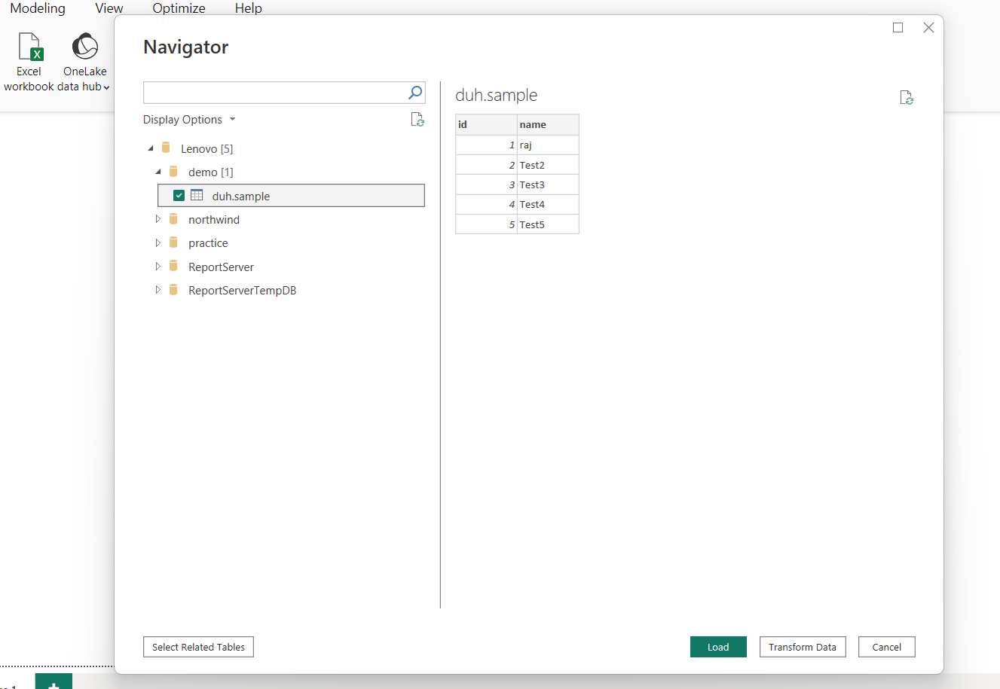 Modeling View Optimize Help
Excel workbook
OneLake data hub
Navigator
Display Options
Lenovo [5]
demo [1]
duh.sample
northwind
practice
ReportServer
ReportServerTempDB
duh.sample
id name
1 raj
2 Test2
3 Test3
4 Test4
5 Test5
Select Related Tables
Load Transform Data Cancel